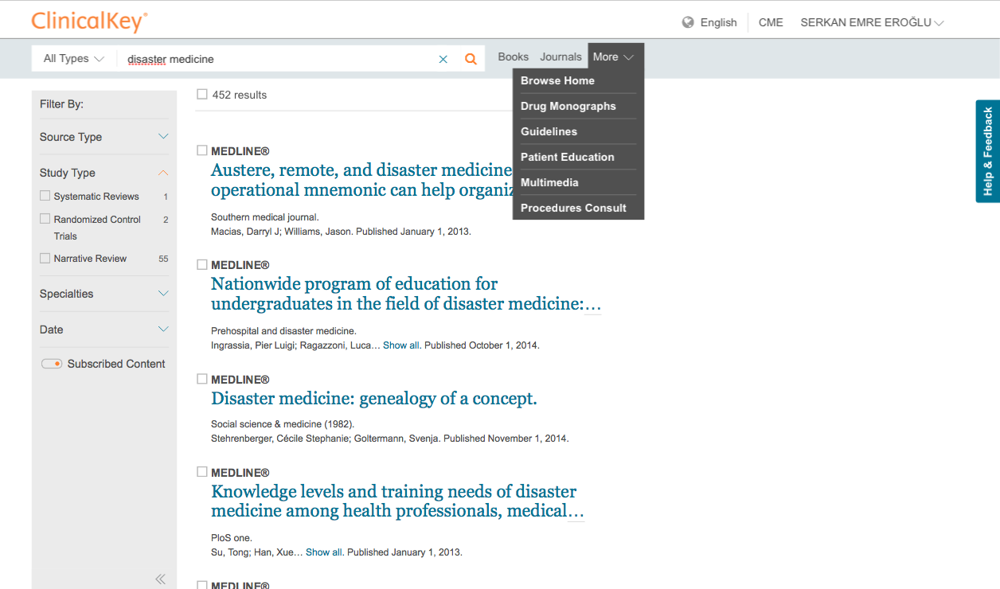 ClinicalKey®
English
CME
SERKAN EMRE EROĞLU
All Types
disaster medicine
Books
Journals
More
Browse Home
Drug Monographs
Guidelines
Patient Education
Multimedia
Procedures Consult
Help & Feedback
Filter By:
Source Type
Study Type
Systematic Reviews 1
Randomized Control 2
Trials
Narrative Review 55
Specialties
Date
Subscribed Content
452 results
MEDLINE®
Austere, remote, and disaster medicine
operational mnemonic can help
Southern medical journal.
Macias, Darryl J; Williams, Jason. Published January 1, 2013.
MEDLINE®
Nationwide program of education for
undergraduates in the field of disaster medicine:…
Prehospital and disaster medicine.
Ingrassia, Pier Luigi; Ragazzoni, Luca… Show all. Published October 1, 2014.
MEDLINE®
Disaster medicine: genealogy of a concept.
Social science & medicine (1982).
Stehrenberger, Cécile Stephanie; Goltermann, Svenja. Published November 1, 2014.
MEDLINE®
Knowledge levels and training needs of disaster
medicine among health professionals, medical…
PloS one.
Su, Tong; Han, Xue… Show all. Published January 1, 2013.
MEDLINE®